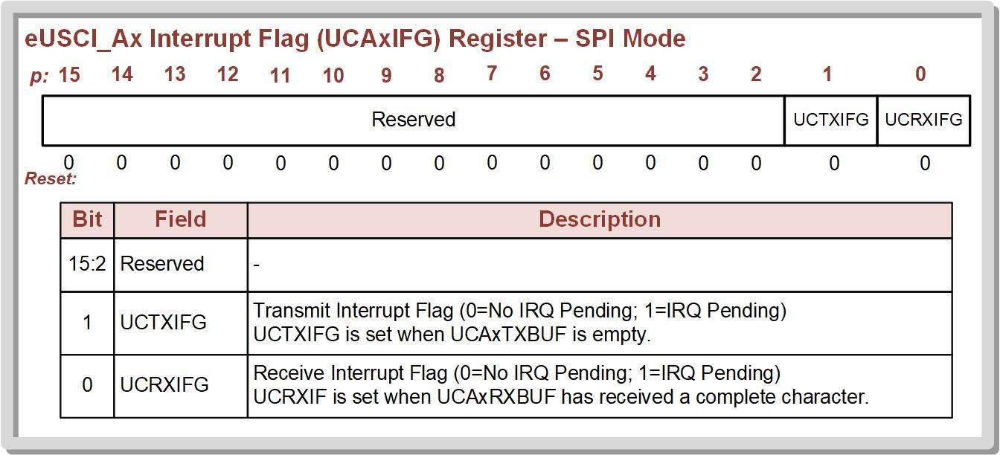 eUSCI_Ax Interrupt Flag (UCAxIFG) Register – SPI Mode
p: 15 14 13 12 11 10 9 8 7 6 5 4 3 2 1 0
Reserved UCTXIFG UCRXIFG
0 0 0 0 0 0 0 0 0 0 0 0 0 0 0 0
Reset:
Bit Field Description
15:2 Reserved -
1 UCTXIFG Transmit Interrupt Flag (0=No IRQ Pending; 1=IRQ Pending)
UCTXIFG is set when UCAxTXBUF is empty.
0 UCRXIFG Receive Interrupt Flag (0=No IRQ Pending; 1=IRQ Pending)
UCRXIF is set when UCAxRXBUF has received a complete character.